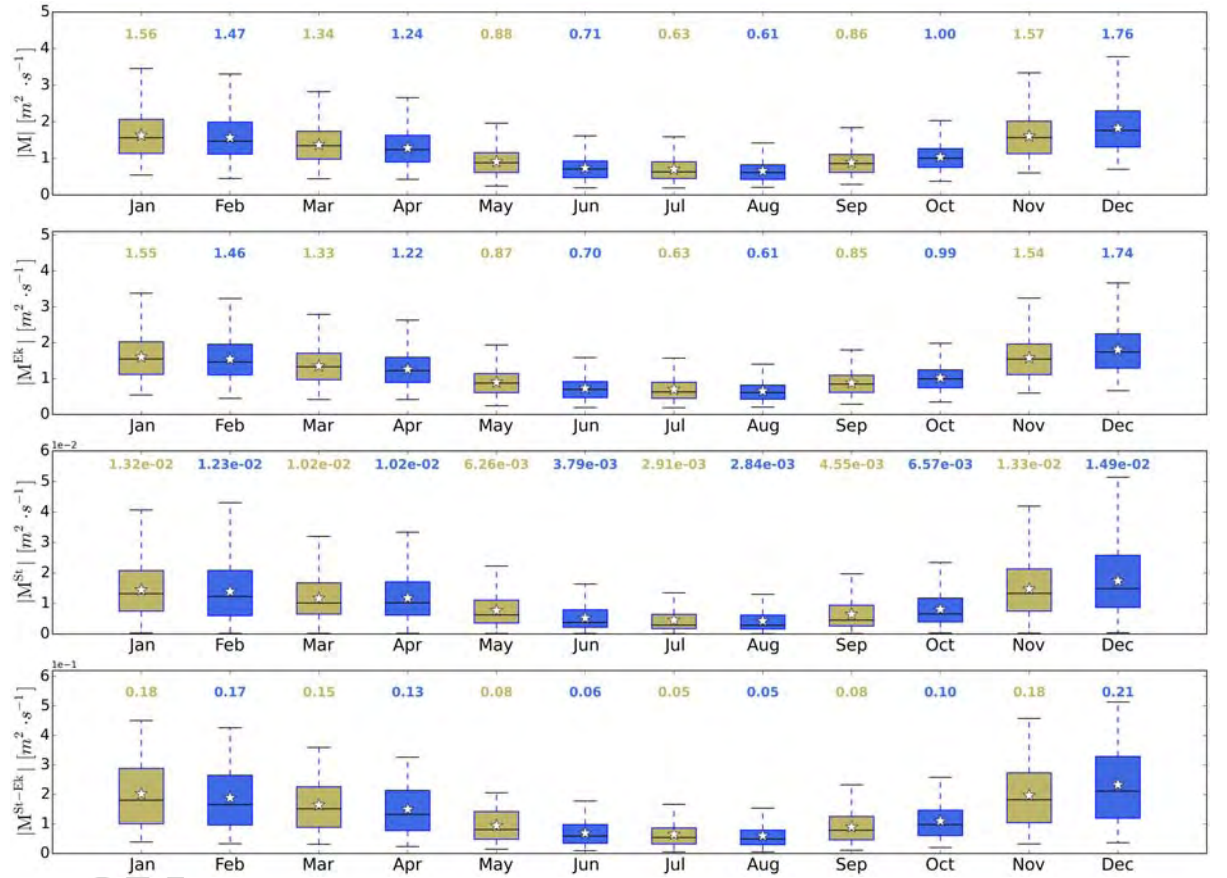 |M| [m² ·s⁻¹]
5
4
3
2
1
0
1.56 1.47 1.34 1.24 0.88 0.71 0.63 0.61 0.86 1.00 1.57 1.76
Jan Feb Mar Apr May Jun Jul Aug Sep Oct Nov Dec
|M^Ek| [m² ·s⁻¹]
5
4
3
2
1
0
1.55 1.46 1.33 1.22 0.87 0.70 0.63 0.61 0.85 0.99 1.54 1.74
Jan Feb Mar Apr May Jun Jul Aug Sep Oct Nov Dec
1e−2
|M^St| [m² ·s⁻¹]
6
5
4
3
2
1
0
1.32e-02 1.23e-02 1.02e-02 1.02e-02 6.26e-03 3.79e-03 2.91e-03 2.84e-03 4.55e-03 6.57e-03 1.33e-02 1.49e-02
Jan Feb Mar Apr May Jun Jul Aug Sep Oct Nov Dec
1e−1
|M^St−Ek| [m² ·s⁻¹]
6
5
4
3
2
1
0
0.18 0.17 0.15 0.13 0.08 0.06 0.05 0.05 0.08 0.10 0.18 0.21
Jan Feb Mar Apr May Jun Jul Aug Sep Oct Nov Dec